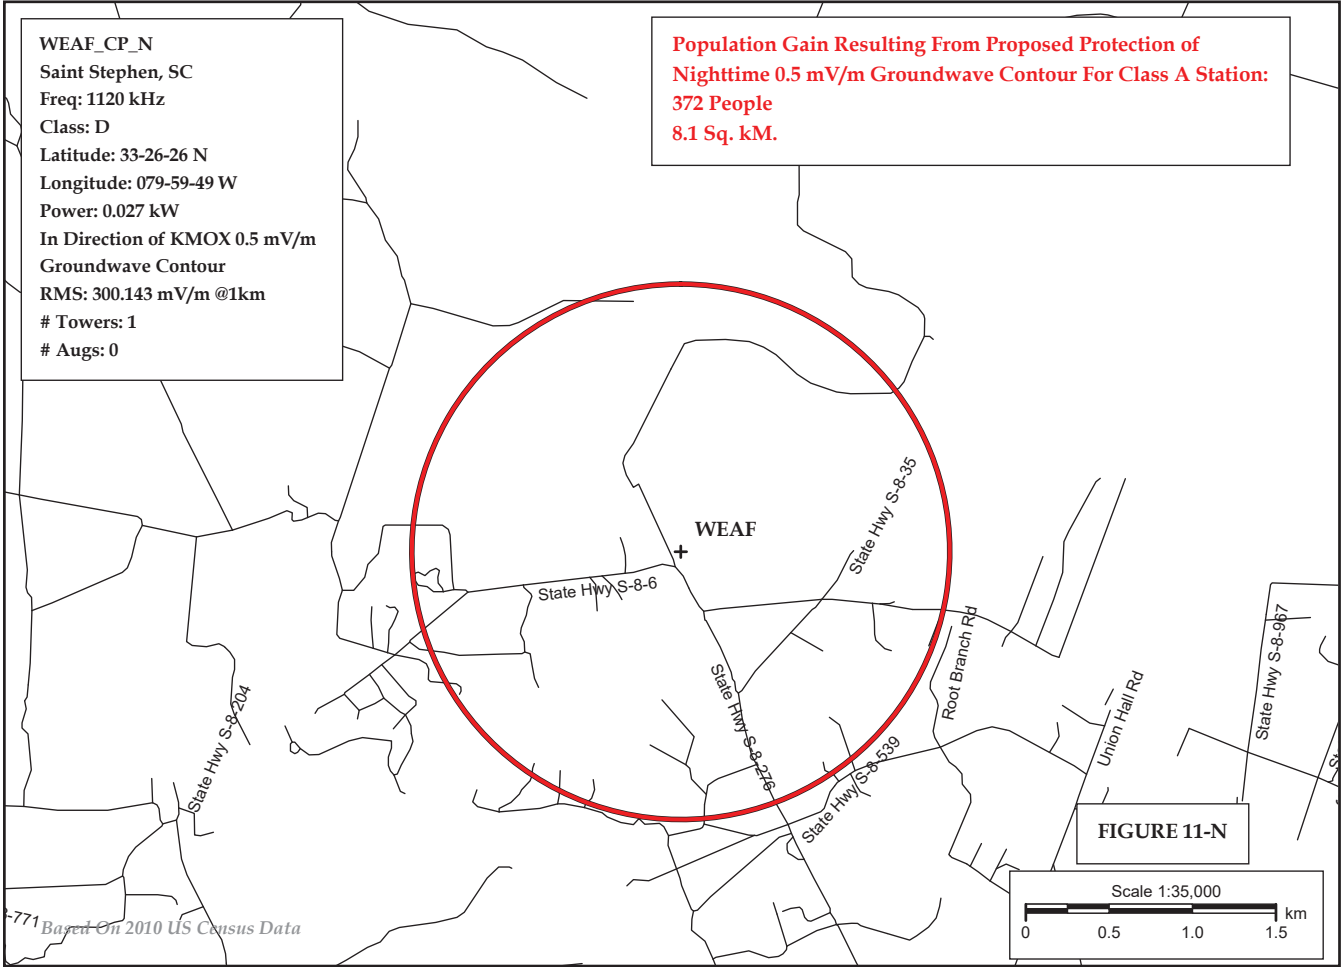 WEAF_CP_N
Saint Stephen, SC
Freq: 1120 kHz
Class: D
Latitude: 33-26-26 N
Longitude: 079-59-49 W
Power: 0.027 kW
In Direction of KMOX 0.5 mV/m
Groundwave Contour
RMS: 300.143 mV/m @1km
# Towers: 1
# Augs: 0
Population Gain Resulting From Proposed Protection of
Nighttime 0.5 mV/m Groundwave Contour For Class A Station:
372 People
8.1 Sq. kM.
WEAF
State Hwy S-8-35
State Hwy S-8-6
State Hwy S-8-276
State Hwy S-8-539
Root Branch Rd
Union Hall Rd
State Hwy S-8-967
State Hwy S-8-204
St
8-771
Based On 2010 US Census Data
FIGURE 11-N
Scale 1:35,000
km
0 0.5 1.0 1.5